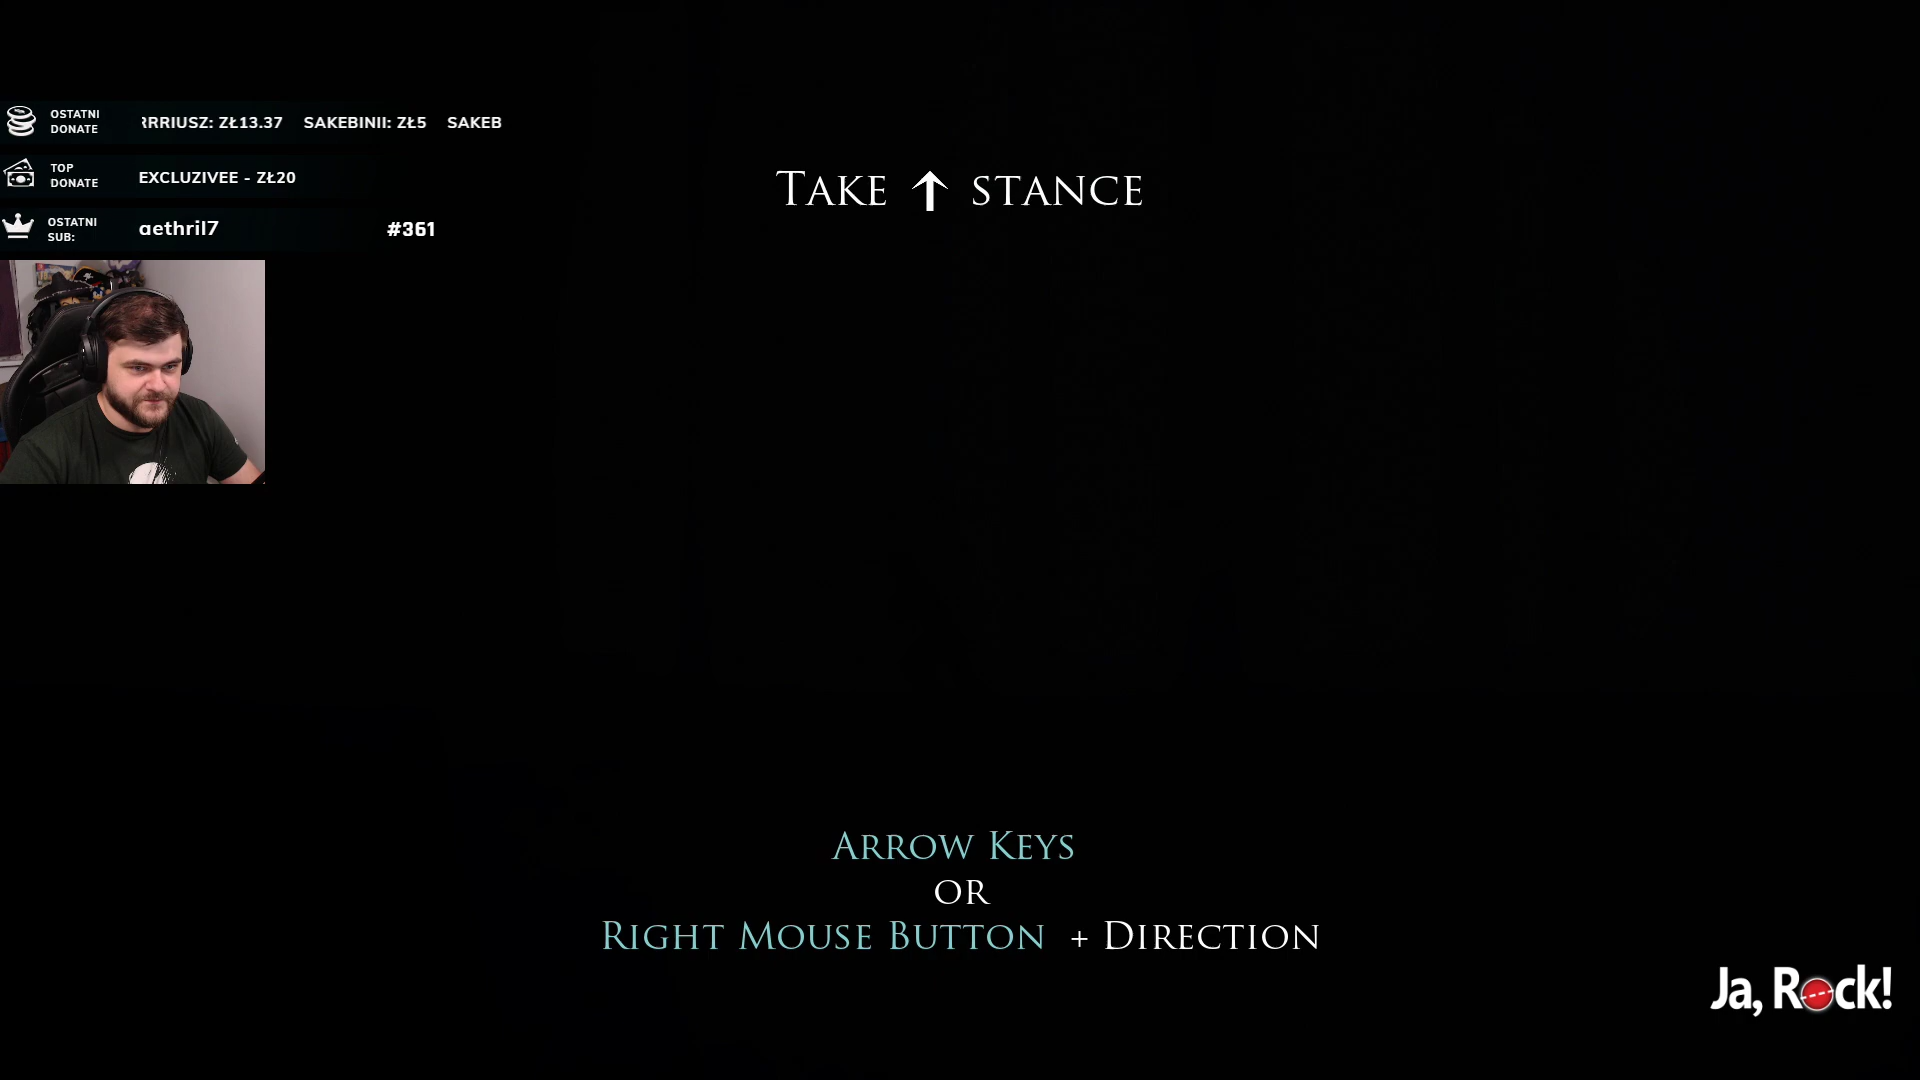 OSTATNI DONATE
RRRIUSZ: ZŁ13.37 SAKEBINII: ZŁ5 SAKEB
TOP DONATE
EXCLUZIVEE - ZŁ20
OSTATNI SUB:
aethril7 #361
TAKE ↑ STANCE
ARROW KEYS
OR
RIGHT MOUSE BUTTON + DIRECTION
Ja, Rock!